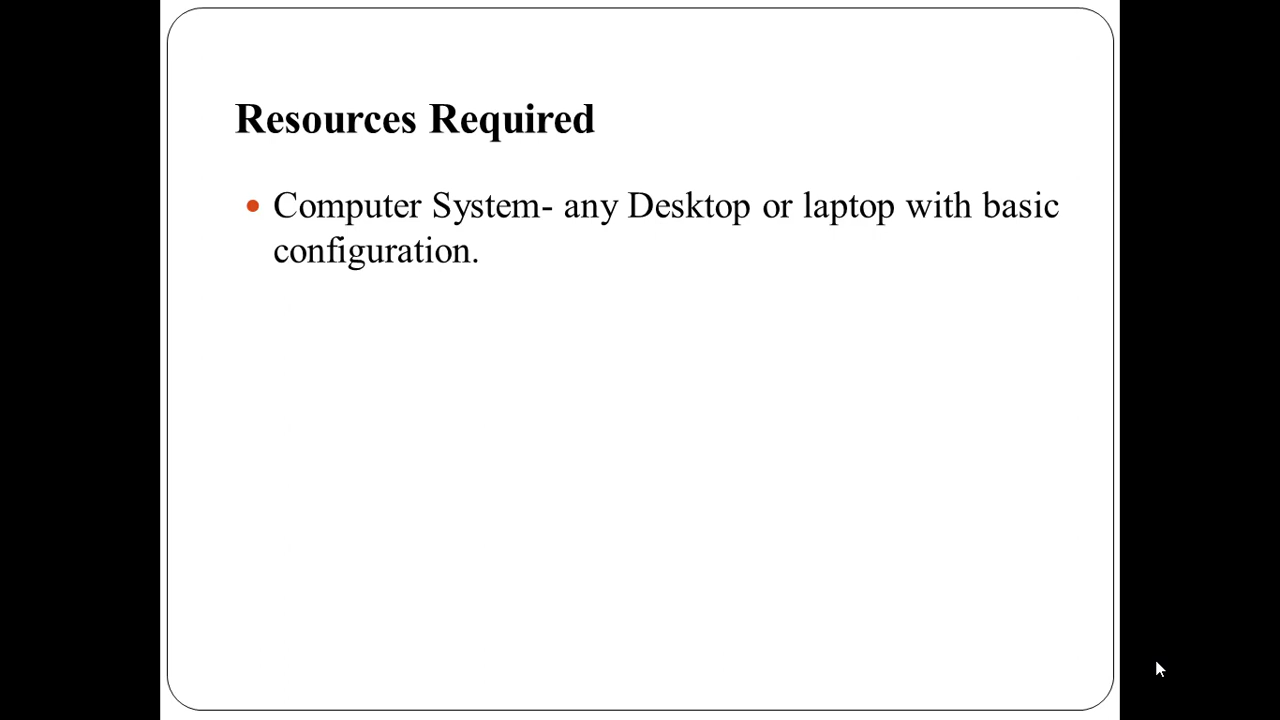 Resources Required
Computer System- any Desktop or laptop with basic
configuration.